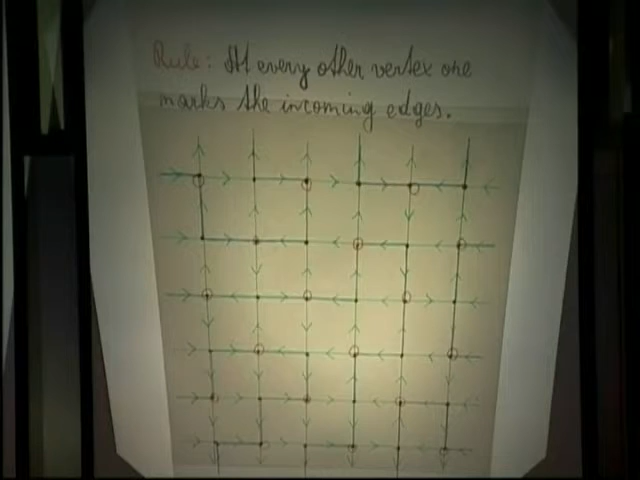 Rule: At every other vertex one
marks the incoming edges.